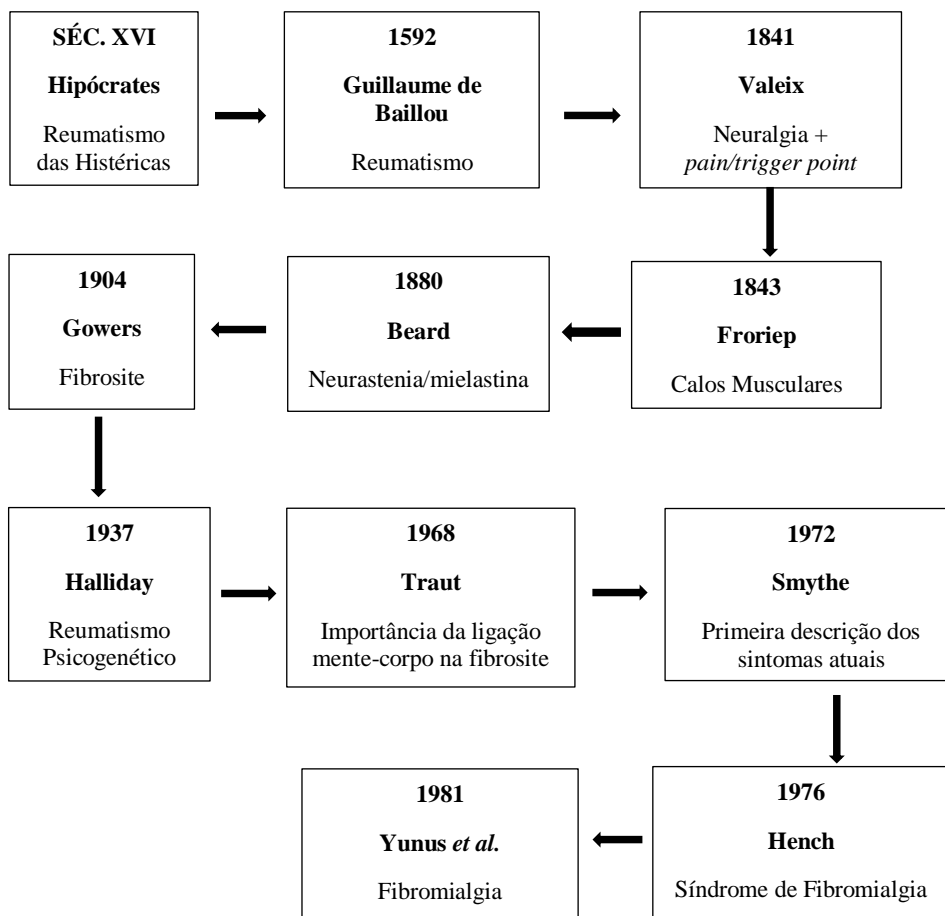 SÉC. XVI
Hipócrates
Reumatismo
das Histéricas
1592
Guillaume de
Baillou
Reumatismo
1841
Valeix
Neuralgia +
pain/trigger point
1843
Froriep
Calos Musculares
1880
Beard
Neurastenia/mielastina
1904
Gowers
Fibrosite
1937
Halliday
Reumatismo
Psicogenético
1968
Traut
Importância da ligação
mente-corpo na fibrosite
1972
Smythe
Primeira descrição dos
sintomas atuais
1976
Hench
Síndrome de Fibromialgia
1981
Yunus et al.
Fibromialgia